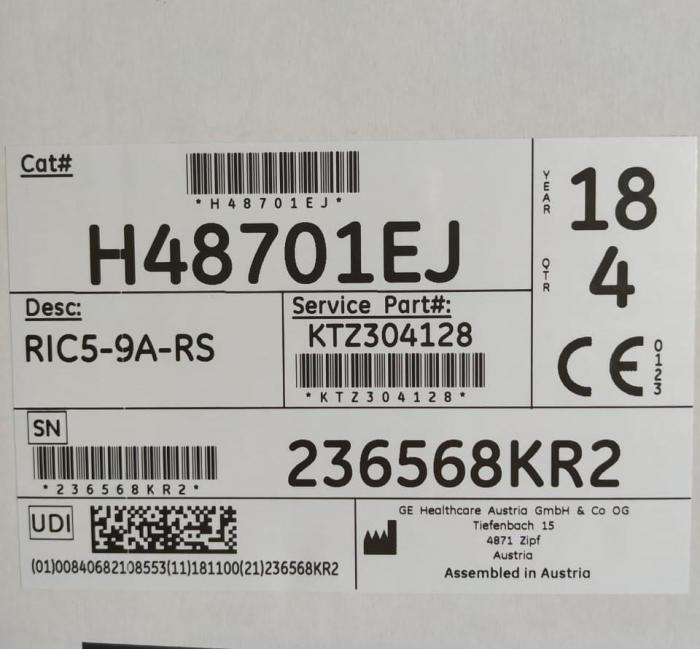 Cat#
*H48701EJ*
H48701EJ
YEAR
18
QTR
4
Desc:
RIC5-9A-RS
Service Part#:
KTZ304128
*KTZ304128*
CE
0123
SN
*236568KR2*
236568KR2
UDI
(01)00840682108553(11)181100(21)236568KR2
GE Healthcare Austria GmbH & Co OG
Tiefenbach 15
4871 Zipf
Austria
Assembled in Austria